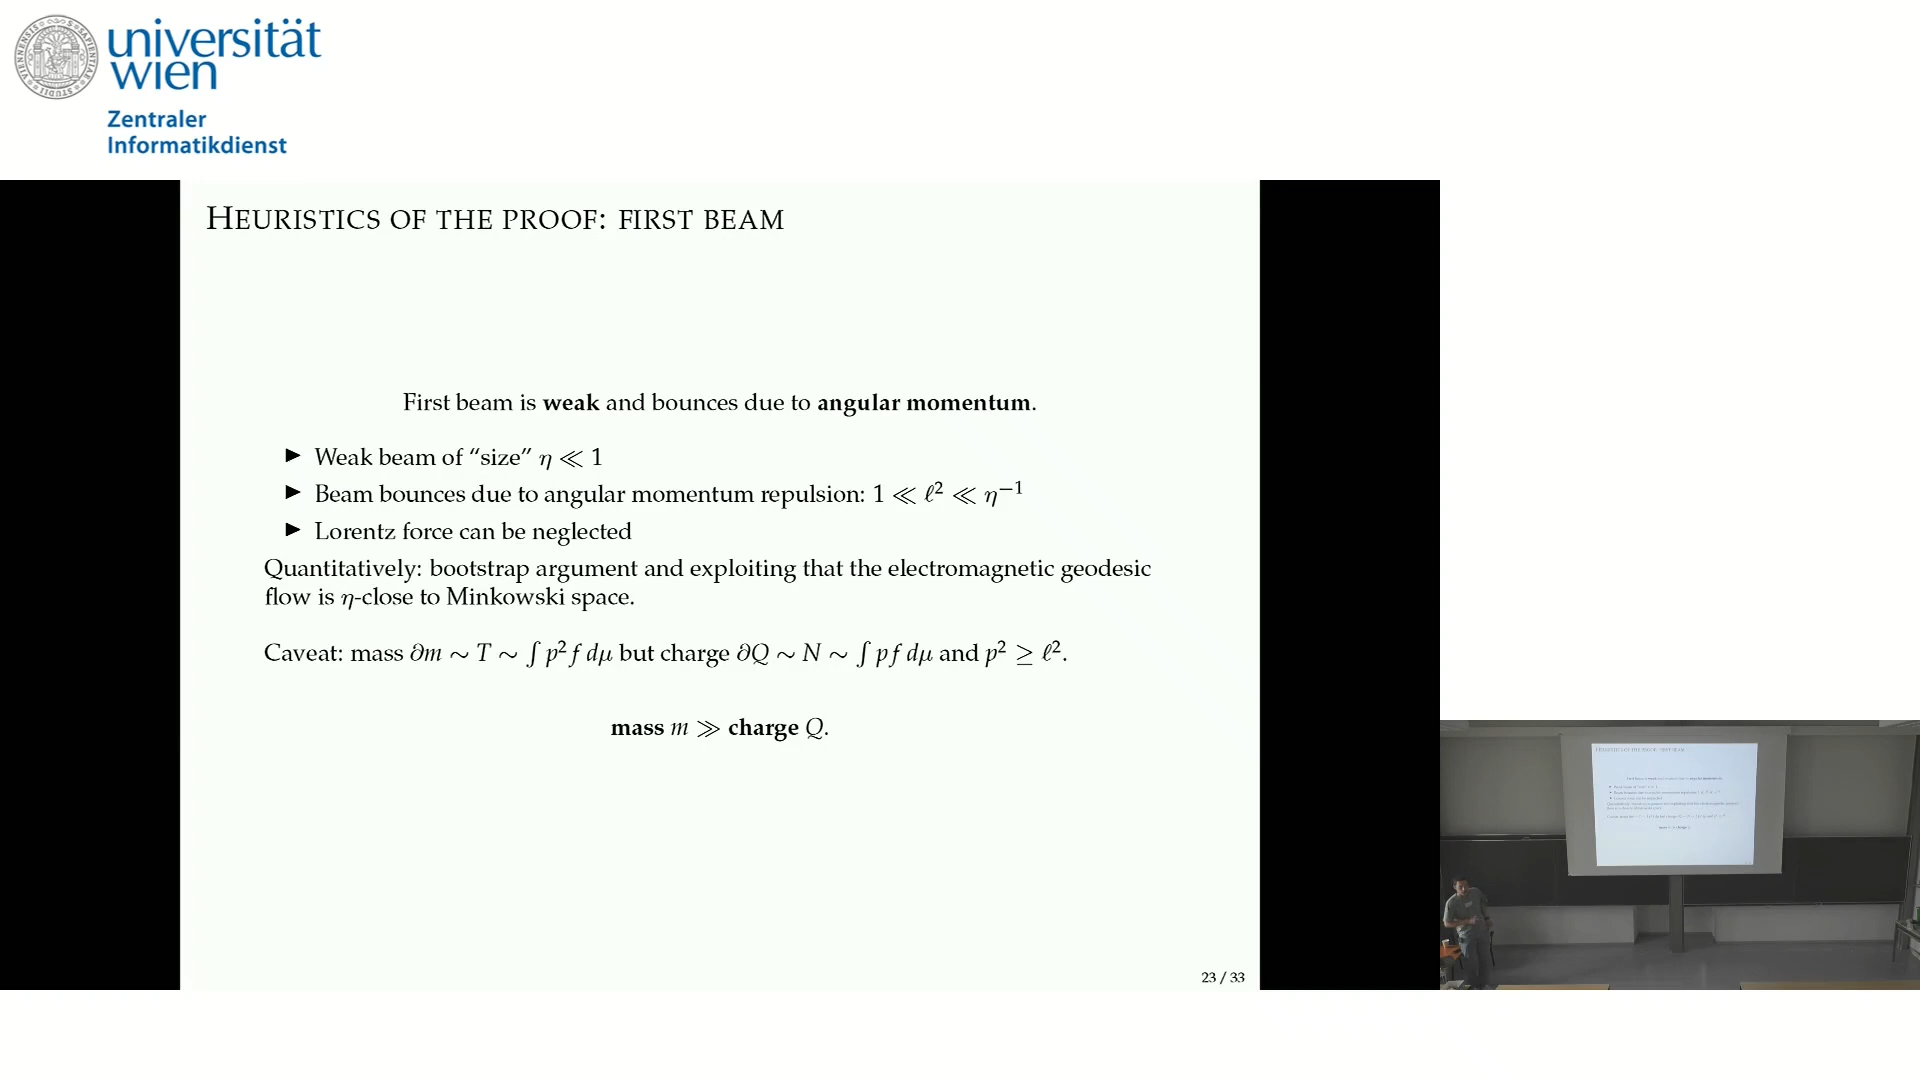 universität
wien
Zentraler
Informatikdienst
HEURISTICS OF THE PROOF: FIRST BEAM
First beam is weak and bounces due to angular momentum.
▶ Weak beam of “size” η ≪ 1
▶ Beam bounces due to angular momentum repulsion: 1 ≪ ℓ² ≪ η⁻¹
▶ Lorentz force can be neglected
Quantitatively: bootstrap argument and exploiting that the electromagnetic geodesic
flow is η-close to Minkowski space.
Caveat: mass ∂m ∼ T ∼ ∫ p² f dμ but charge ∂Q ∼ N ∼ ∫ p f dμ and p² ≥ ℓ².
mass m ≫ charge Q.
23 / 33